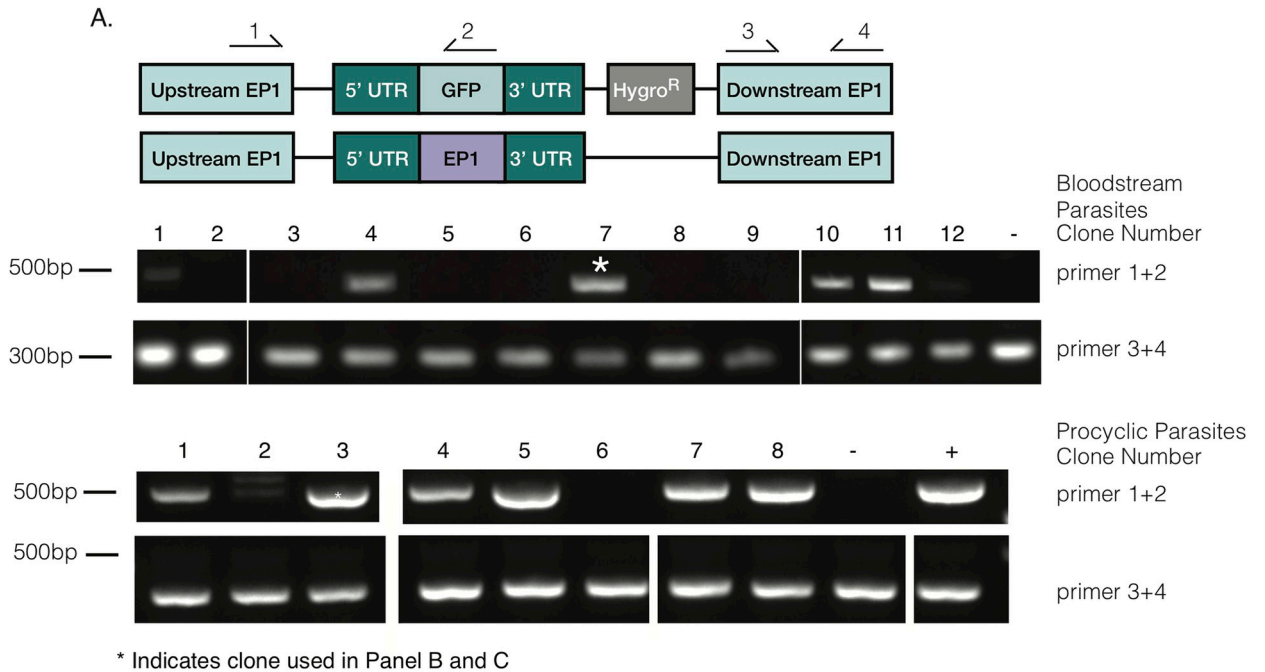 A.
1 2 3 4
Upstream EP1 5’ UTR GFP 3’ UTR HygroR Downstream EP1
Upstream EP1 5’ UTR EP1 3’ UTR Downstream EP1
Bloodstream
Parasites
1 2 3 4 5 6 7 8 9 10 11 12 - Clone Number
500bp * primer 1+2
300bp primer 3+4
Procyclic Parasites
1 2 3 4 5 6 7 8 - + Clone Number
500bp * primer 1+2
500bp
primer 3+4
* Indicates clone used in Panel B and C